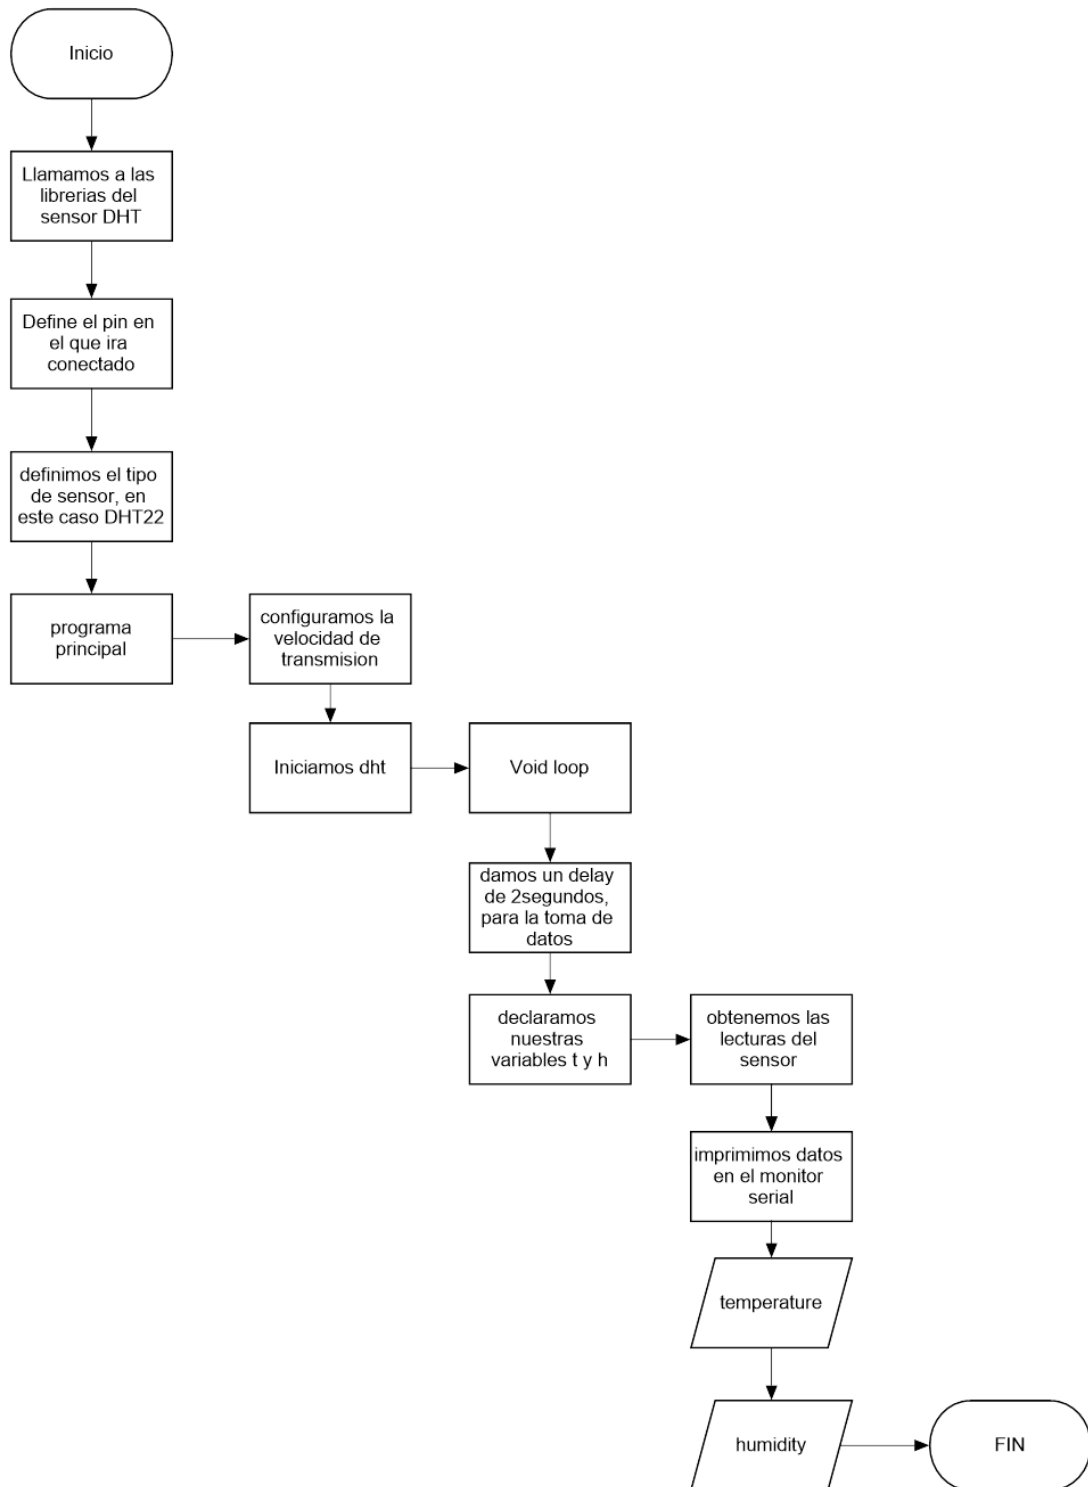 Inicio
Llamamos a las
librerias del
sensor DHT
Define el pin en
el que ira
conectado
definimos el tipo
de sensor, en
este caso DHT22
programa
principal
configuramos la
velocidad de
transmision
Iniciamos dht
Void loop
damos un delay
de 2segundos,
para la toma de
datos
declaramos
nuestras
variables t y h
obtenemos las
lecturas del
sensor
imprimimos datos
en el monitor
serial
temperature
humidity
FIN